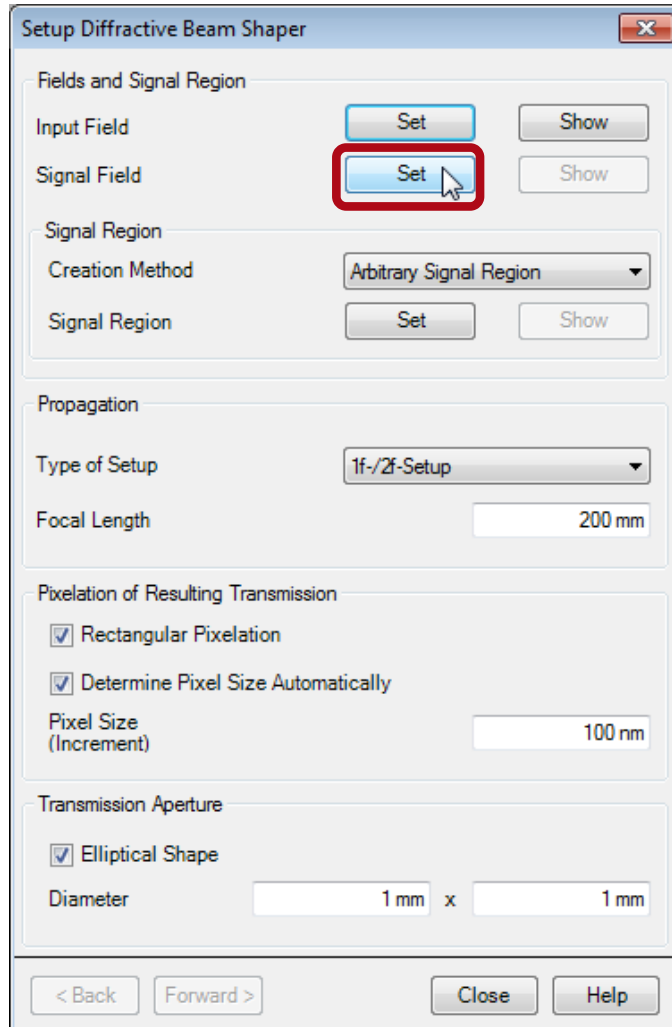 Setup Diffractive Beam Shaper
Fields and Signal Region
Input Field Set Show
Signal Field Set Show
Signal Region
Creation Method Arbitrary Signal Region
Signal Region Set Show
Propagation
Type of Setup 1f-/2f-Setup
Focal Length 200 mm
Pixelation of Resulting Transmission
Rectangular Pixelation
Determine Pixel Size Automatically
Pixel Size
(Increment) 100 nm
Transmission Aperture
Elliptical Shape
Diameter 1 mm x 1 mm
< Back Forward > Close Help